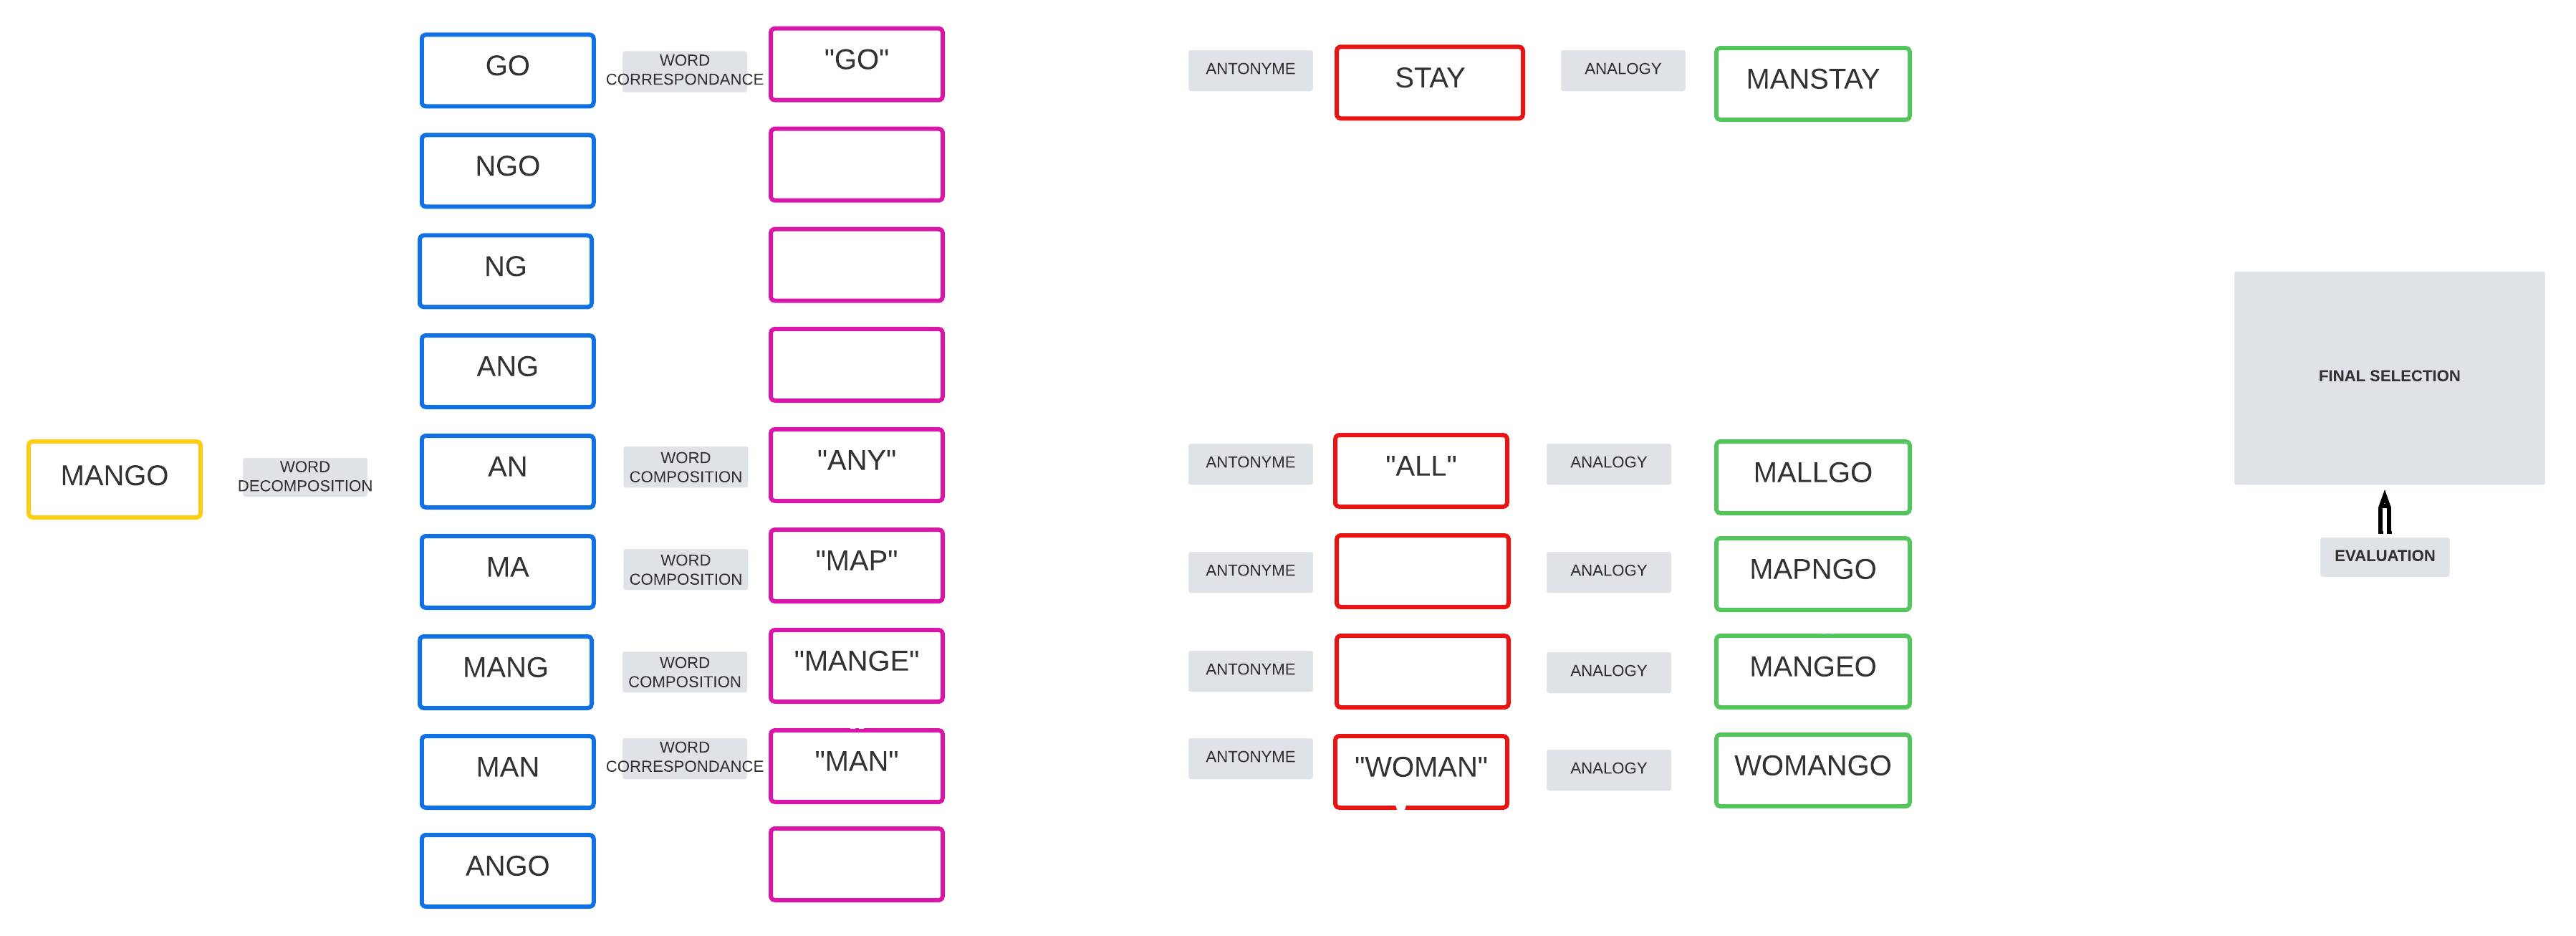 GO
WORD
CORRESPONDANCE
"GO"
ANTONYME
STAY
ANALOGY
MANSTAY
NGO
NG
ANG
FINAL SELECTION
MANGO
WORD
DECOMPOSITION
AN
WORD
COMPOSITION
"ANY"
ANTONYME
"ALL"
ANALOGY
MALLGO
MA
WORD
COMPOSITION
"MAP"
ANTONYME
ANALOGY
MAPNGO
EVALUATION
MANG
WORD
COMPOSITION
"MANGE"
ANTONYME
ANALOGY
MANGEO
MAN
WORD
CORRESPONDANCE
"MAN"
ANTONYME
"WOMAN"
ANALOGY
WOMANGO
ANGO